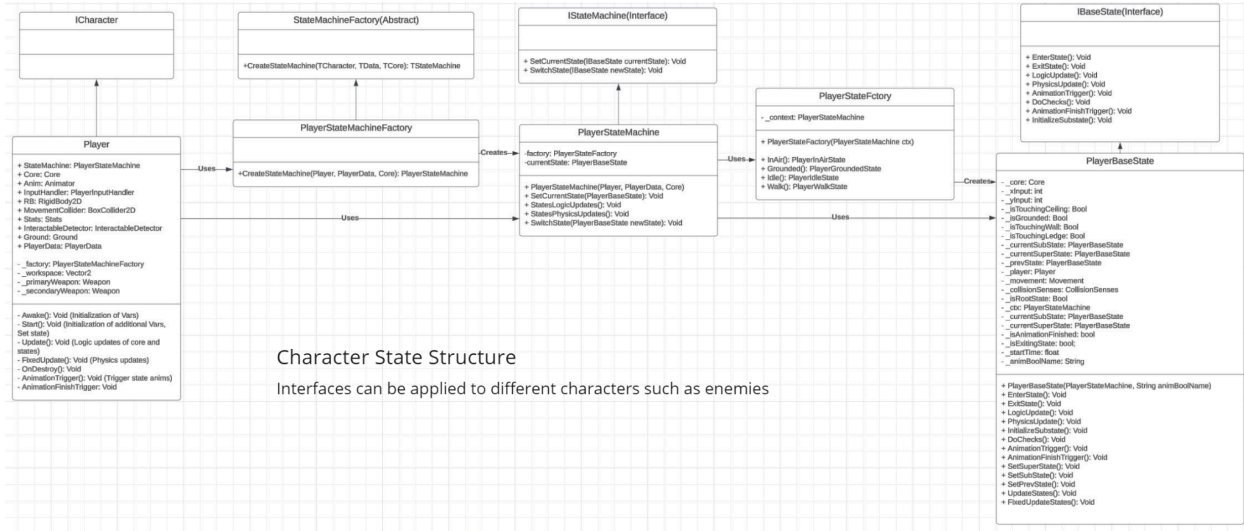 ICharacter
StateMachineFactory(Abstract)
+CreateStateMachine(TCharacter, TData, TCore): TStateMachine
IStateMachine(Interface)
+ SetCurrentState(IBaseState currentState): Void
+ SwitchState(IBaseState newState): Void
IBaseState(Interface)
+ EnterState(): Void
+ ExitState(): Void
+ LogicUpdate(): Void
+ PhysicsUpdate(): Void
+ AnimationTrigger(): Void
+ DoChecks(): Void
+ AnimationFinishTrigger(): Void
+ InitializeSubstate(): Void
Player
+ StateMachine: PlayerStateMachine
+ Core: Core
+ Anim: Animator
+ InputHandler: PlayerInputHandler
+ RB: RigidBody2D
+ MovementCollider: BoxCollider2D
+ Stats: Stats
+ InteractableDetector: InteractableDetector
+ Ground: Ground
+ PlayerData: PlayerData
- _factory: PlayerStateMachineFactory
- _workspace: Vector2
- _primaryWeapon: Weapon
- _secondaryWeapon: Weapon
- Awake(): Void (Initialization of Vars)
- Start(): Void (Initialization of additional Vars,
Set state)
- Update(): Void (Logic updates of core and
states)
- FixedUpdate(): Void (Physics updates)
- OnDestroy(): Void
- AnimationTrigger(): Void (Trigger state anims)
- AnimationFinishTrigger: Void
Uses
Uses
PlayerStateMachineFactory
+CreateStateMachine(Player, PlayerData, Core): PlayerStateMachine
Creates
PlayerStateMachine
-factory: PlayerStateFactory
-currentState: PlayerBaseState
+ PlayerStateMachine(Player, PlayerData, Core)
+ SetCurrentState(PlayerBaseState): Void
+ StatesLogicUpdates(): Void
+ StatesPhysicsUpdates(): Void
+ SwitchState(PlayerBaseState newState): Void
Uses
Uses
PlayerStateFctory
- _context: PlayerStateMachine
+ PlayerStateFactory(PlayerStateMachine ctx)
+ InAir(): PlayerInAirState
+ Grounded(): PlayerGroundedState
+ Idle(): PlayerIdleState
+ Walk(): PlayerWalkState
Creates
PlayerBaseState
- _core: Core
- _xInput: int
- _yInput: int
- _isTouchingCeiling: Bool
- _isGrounded: Bool
- _isTouchingWall: Bool
- _isTouchingLedge: Bool
- _currentSubState: PlayerBaseState
- _currentSuperState: PlayerBaseState
- _prevState: PlayerBaseState
- _player: Player
- _movement: Movement
- _collisionSenses: CollisionSenses
- _isRootState: Bool
- _ctx: PlayerStateMachine
- _currentSubState: PlayerBaseState
- _currentSuperState: PlayerBaseState
- _isAnimationFinished: bool
- _isExitingState: bool;
- _startTime: float
- _animBoolName: String
+ PlayerBaseState(PlayerStateMachine, String animBoolName)
+ EnterState(): Void
+ ExitState(): Void
+ LogicUpdate(): Void
+ PhysicsUpdate(): Void
+ InitializeSubstate(): Void
+ DoChecks(): Void
+ AnimationTrigger(): Void
+ AnimationFinishTrigger(): Void
+ SetSuperState(): Void
+ SetSubState(): Void
+ SetPrevState(): Void
+ UpdateStates(): Void
+ FixedUpdateStates(): Void
Character State Structure
Interfaces can be applied to different characters such as enemies